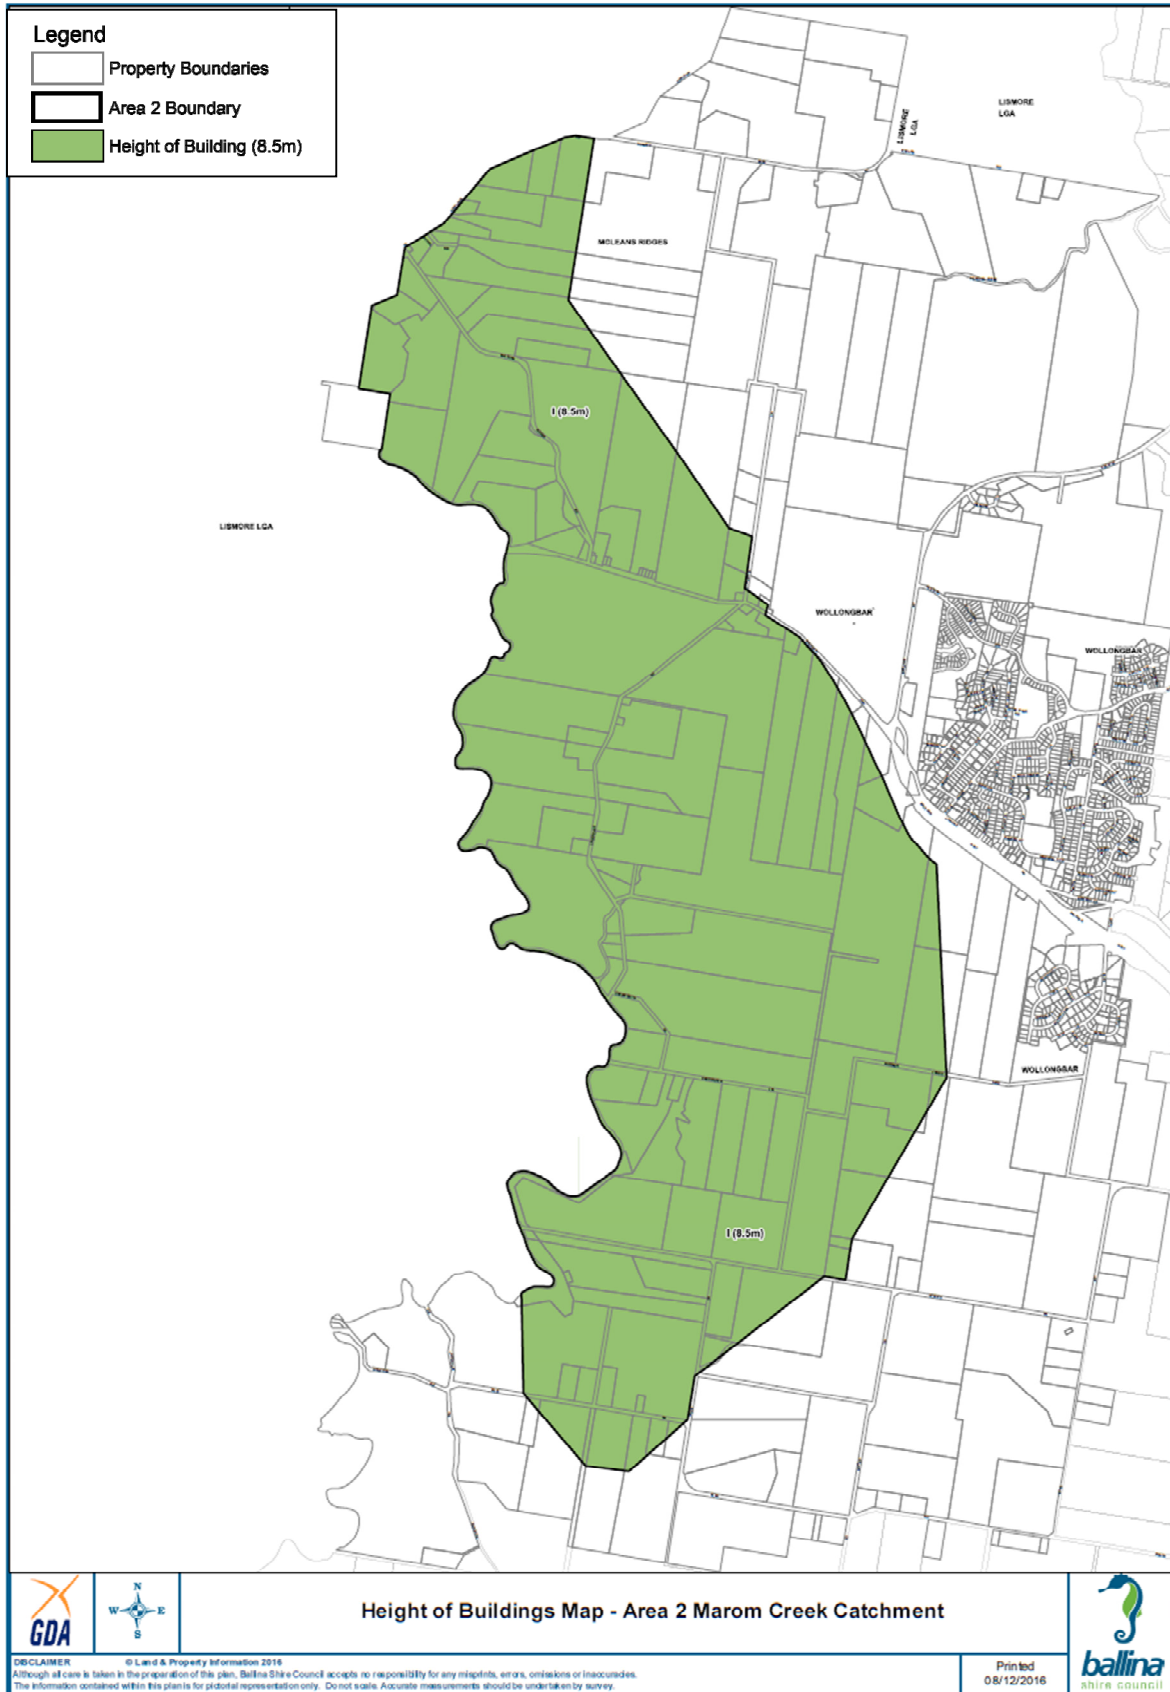 Legend
Property Boundaries
Area 2 Boundary
Height of Building (8.5m)
LISMORE
LGA
LISMORE
LGA
MCLEANS RIDGES
I (8.5m)
LISMORE LGA
WOLLONGBAR
WOLLONGBAR
WOLLONGBAR
I (8.5m)
GDA
N
W
E
S
Height of Buildings Map - Area 2 Marom Creek Catchment
ballina
shire council
DISCLAIMER © Land & Property Information 2016
Although all care is taken in the preparation of this plan, Ballina Shire Council accepts no responsibility for any misprints, errors, omissions or inaccuracies.
The information contained within this plan is for pictorial representation only. Do not scale. Accurate measurements should be undertaken by survey.
Printed
08/12/2016